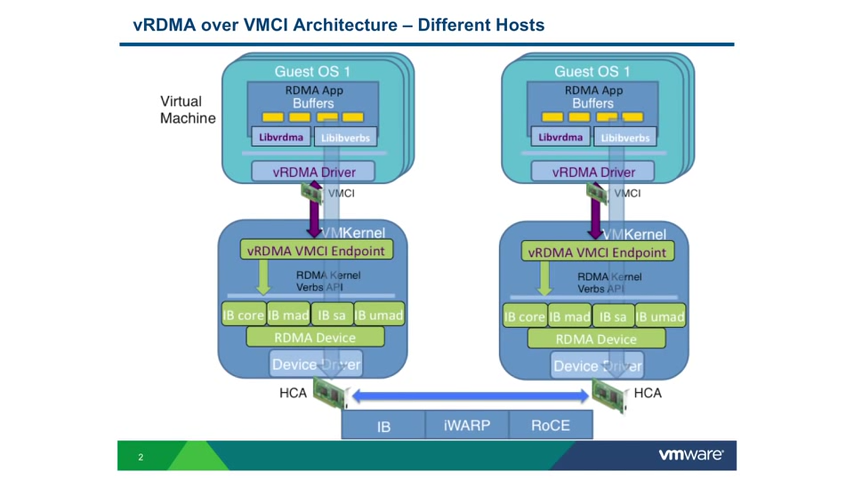 vRDMA over VMCI Architecture – Different Hosts
Virtual
Machine
Guest OS 1
RDMA App
Buffers
Libvrdma
Libibverbs
vRDMA Driver
VMCI
VMKernel
vRDMA VMCI Endpoint
RDMA Kernel
Verbs API
IB core
IB mad
IB sa
IB umad
RDMA Device
Device Driver
HCA
Guest OS 1
RDMA App
Buffers
Libvrdma
Libibverbs
vRDMA Driver
VMCI
VMKernel
vRDMA VMCI Endpoint
RDMA Kernel
Verbs API
IB core
IB mad
IB sa
IB umad
RDMA Device
Device Driver
HCA
IB
iWARP
RoCE
2
vmware®